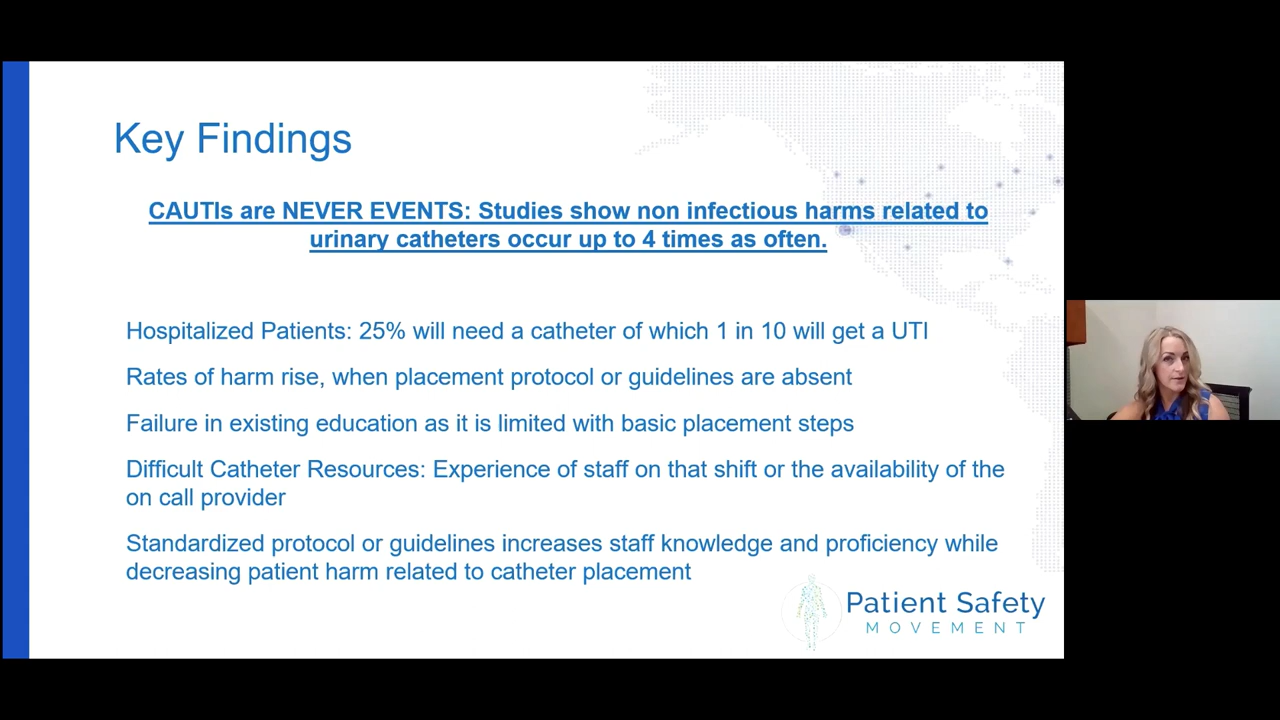 Key Findings
CAUTIs are NEVER EVENTS: Studies show non infectious harms related to
urinary catheters occur up to 4 times as often.
Hospitalized Patients: 25% will need a catheter of which 1 in 10 will get a UTI
Rates of harm rise, when placement protocol or guidelines are absent
Failure in existing education as it is limited with basic placement steps
Difficult Catheter Resources: Experience of staff on that shift or the availability of the
on call provider
Standardized protocol or guidelines increases staff knowledge and proficiency while
decreasing patient harm related to catheter placement
Patient Safety
MOVEMENT